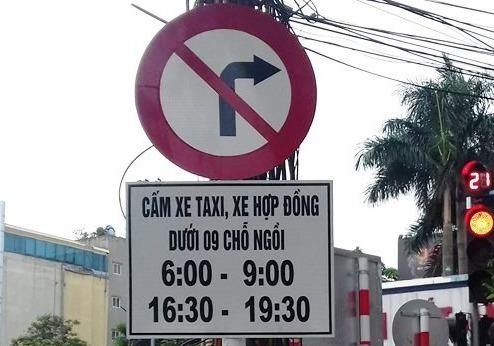 CẤM XE TAXI, XE HỢP ĐỒNG
DƯỚI 09 CHỖ NGỒI
6:00 - 9:00
16:30 - 19:30
21